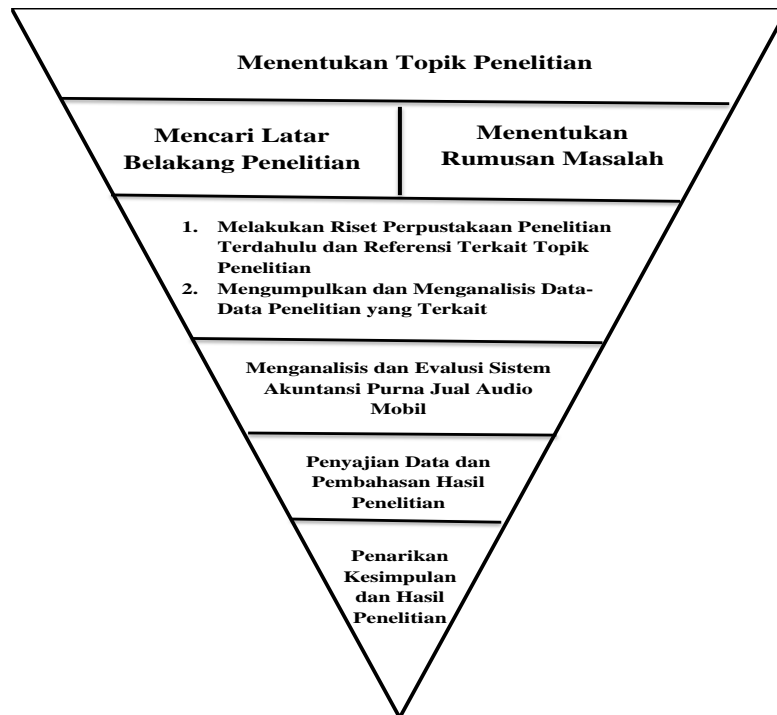 Menentukan Topik Penelitian
Mencari Latar
Belakang Penelitian
Menentukan
Rumusan Masalah
1. Melakukan Riset Perpustakaan Penelitian
Terdahulu dan Referensi Terkait Topik
Penelitian
2. Mengumpulkan dan Menganalisis Data-
Data Penelitian yang Terkait
Menganalisis dan Evalusi Sistem
Akuntansi Purna Jual Audio
Mobil
Penyajian Data dan
Pembahasan Hasil
Penelitian
Penarikan
Kesimpulan
dan Hasil
Penelitian